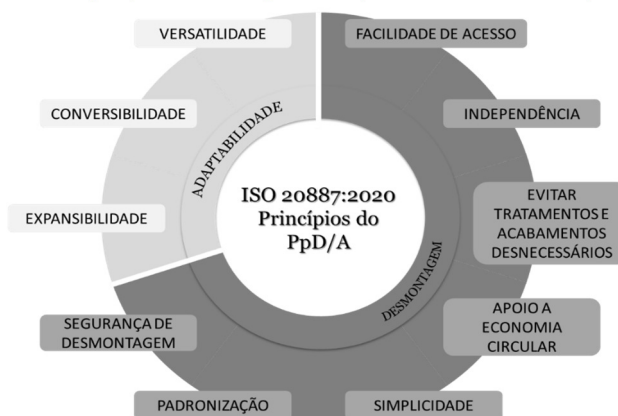 VERSATILIDADE
CONVERSIBILIDADE
EXPANSIBILIDADE
ADAPTABILIDADE
ISO 20887:2020
Princípios do
PpD/A
FACILIDADE DE ACESSO
INDEPENDÊNCIA
EVITAR
TRATAMENTOS E
ACABAMENTOS
DESNECESSÁRIOS
APOIO A
ECONOMIA
CIRCULAR
SIMPLICIDADE
PADRONIZAÇÃO
SEGURANÇA DE
DESMONTAGEM
DESMONTAGEM